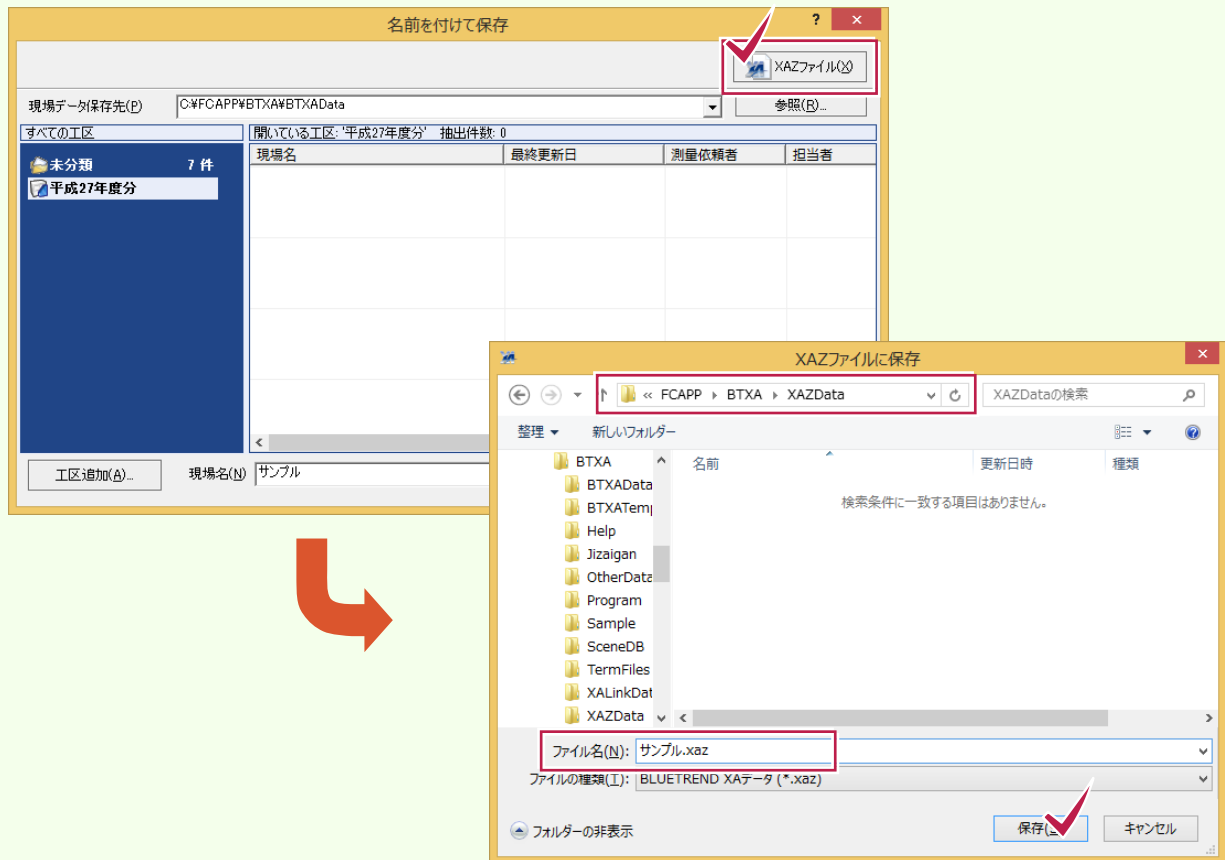 名前を付けて保存
?
XAZファイル(X)
現場データ保存先(P)
C:¥FCAPP¥BTXA¥BTXAData
参照(R)...
すべての工区
開いている工区: '平成27年度分' 抽出件数: 0
未分類 7 件
平成27年度分
現場名 最終更新日 測量依頼者 担当者
工区追加(A)...
現場名(N)
サンプル
XAZファイルに保存
« FCAPP BTXA XAZData
XAZDataの検索
整理 新しいフォルダー
BTXA
BTXAData
BTXATem
Help
Jizaigan
OtherData
Program
Sample
SceneDB
TermFiles
XALinkDat
XAZData
名前 更新日時 種類
検索条件に一致する項目はありません。
ファイル名(N): サンプル.xaz
ファイルの種類(T): BLUETREND XAデータ (*.xaz)
フォルダーの非表示
保存(
キャンセル